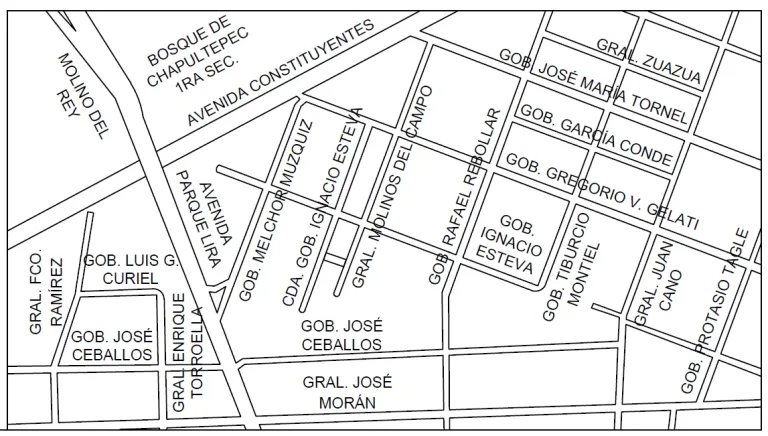 BOSQUE DE
CHAPULTEPEC
1RA SEC.
MOLINO DEL
REY
AVENIDA CONSTITUYENTES
GRAL. ZUAZUA
GOB. JOSÉ MARÍA TORNEL
GOB. GARCÍA CONDE
GOB. GREGORIO V. GELATI
AVENIDA
PARQUE LIRA
GOB. MELCHOR MUZQUIZ
CDA. GOB. IGNACIO ESTEVA
GRAL. MOLINOS DEL CAMPO
GOB. RAFAEL REBOLLAR
GOB.
IGNACIO
ESTEVA
GOB. TIBURCIO
MONTIEL
GRAL. JUAN
CANO
GOB. PROTASIO TAGLE
GRAL. FCO.
RAMÍREZ
GOB. LUIS G.
CURIEL
GOB. JOSÉ
CEBALLOS
GRAL. ENRIQUE
TORROELLA
GOB. JOSÉ
CEBALLOS
GRAL. JOSÉ
MORÁN